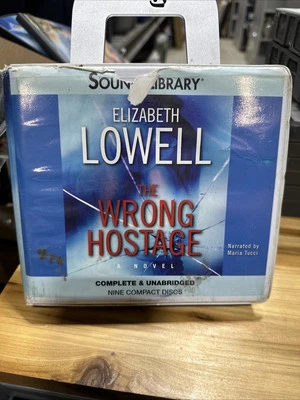 SOUN LIBRARY®
ELIZABETH
LOWELL
THE
WRONG
HOSTAGE
A NOVEL
Narrated by
Maria Tucci
COMPLETE & UNABRIDGED
NINE COMPACT DISCS